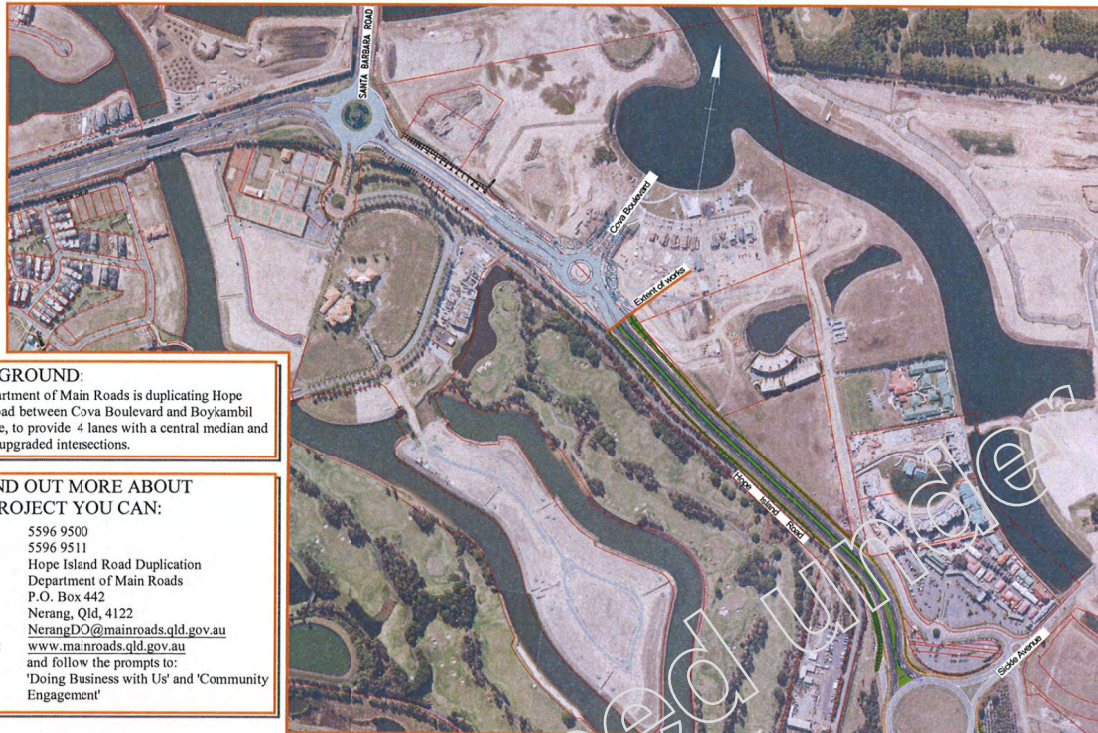 SANTA BARBARA ROAD
Cova Boulevard
Extent of works
Hope Island Road
Sickle Avenue
GROUND:
artment of Main Roads is duplicating Hope
oad between Cova Boulevard and Boykambil
e, to provide 4 lanes with a central median and
upgraded intersections.
ND OUT MORE ABOUT
ROJECT YOU CAN:
5596 9500
5596 9511
Hope Island Road Duplication
Department of Main Roads
P.O. Box 442
Nerang, Qld, 4122
NerangDO@mainroads.qld.gov.au
www.mainroads.qld.gov.au
and follow the prompts to:
'Doing Business with Us' and 'Community
Engagement'
ed under